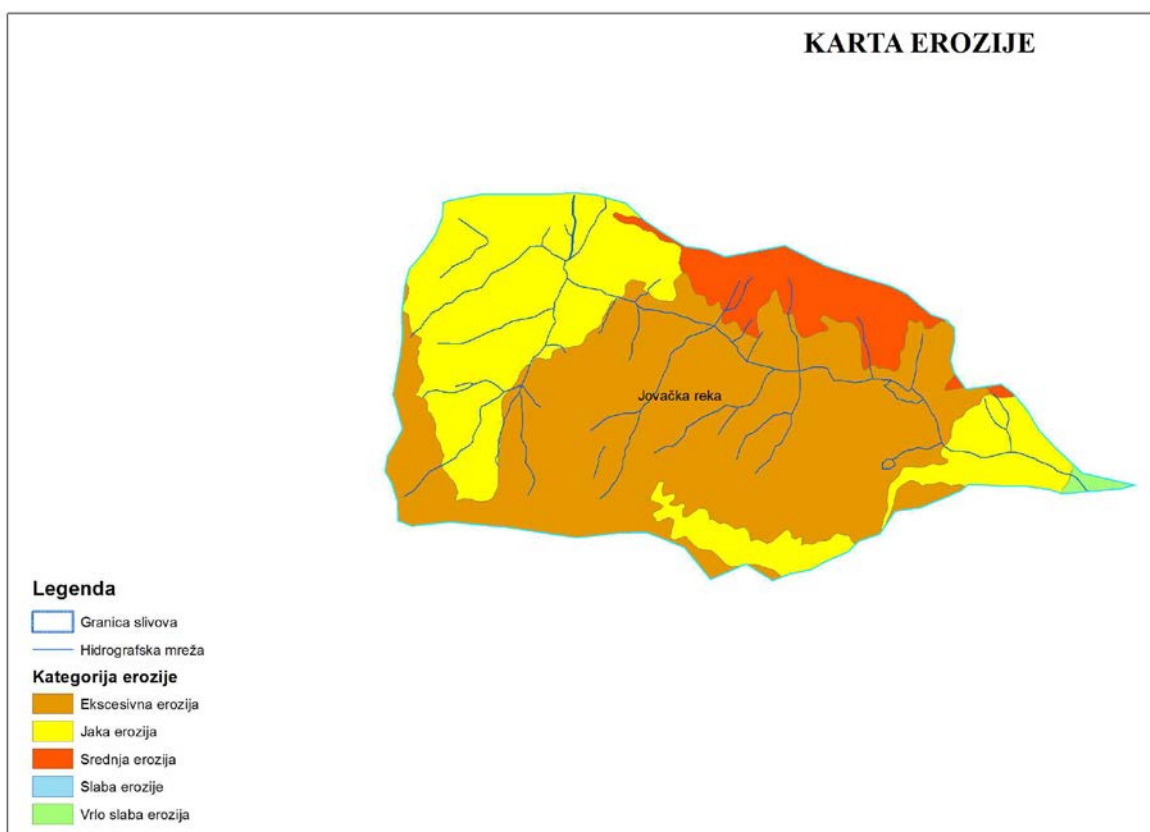 KARTA EROZIJE
Jovačka reka
Legenda
Granica slivova
Hidrografska mreža
Kategorija erozije
Ekscesivna erozija
Jaka erozija
Srednja erozija
Slaba erozije
Vrlo slaba erozija